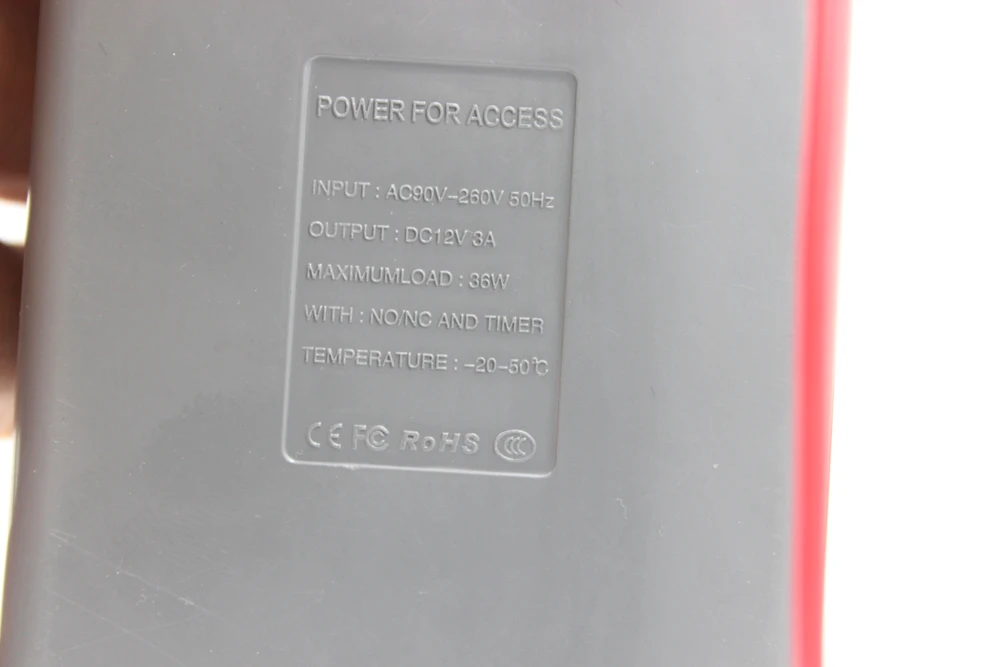 POWER FOR ACCESS
INPUT : AC90V-260V 50Hz
OUTPUT : DC12V 3A
MAXIMUMLOAD : 36W
WITH : NO/NC AND TIMER
TEMPERATURE : -20-50℃
CE FC RoHS CCC